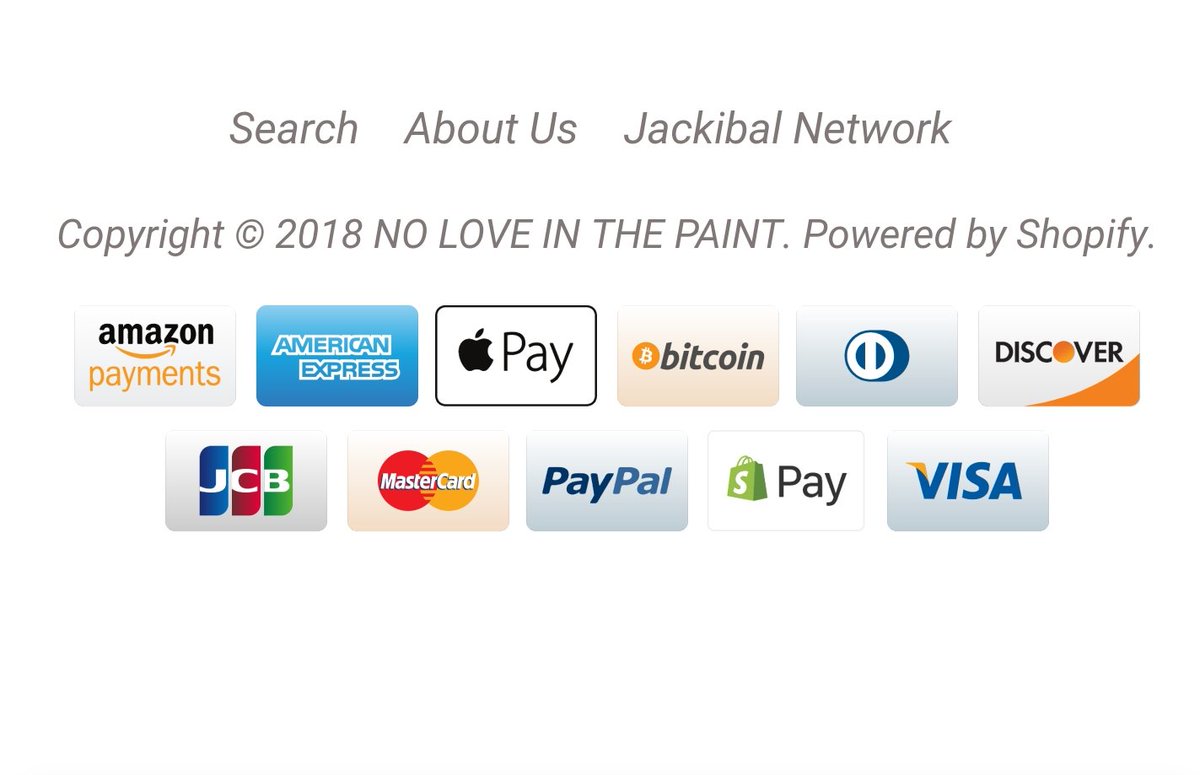 Search About Us Jackibal Network
Copyright © 2018 NO LOVE IN THE PAINT. Powered by Shopify.
amazon
payments
AMERICAN
EXPRESS
Pay
bitcoin
DISCOVER
JCB
MasterCard
PayPal
S Pay
VISA